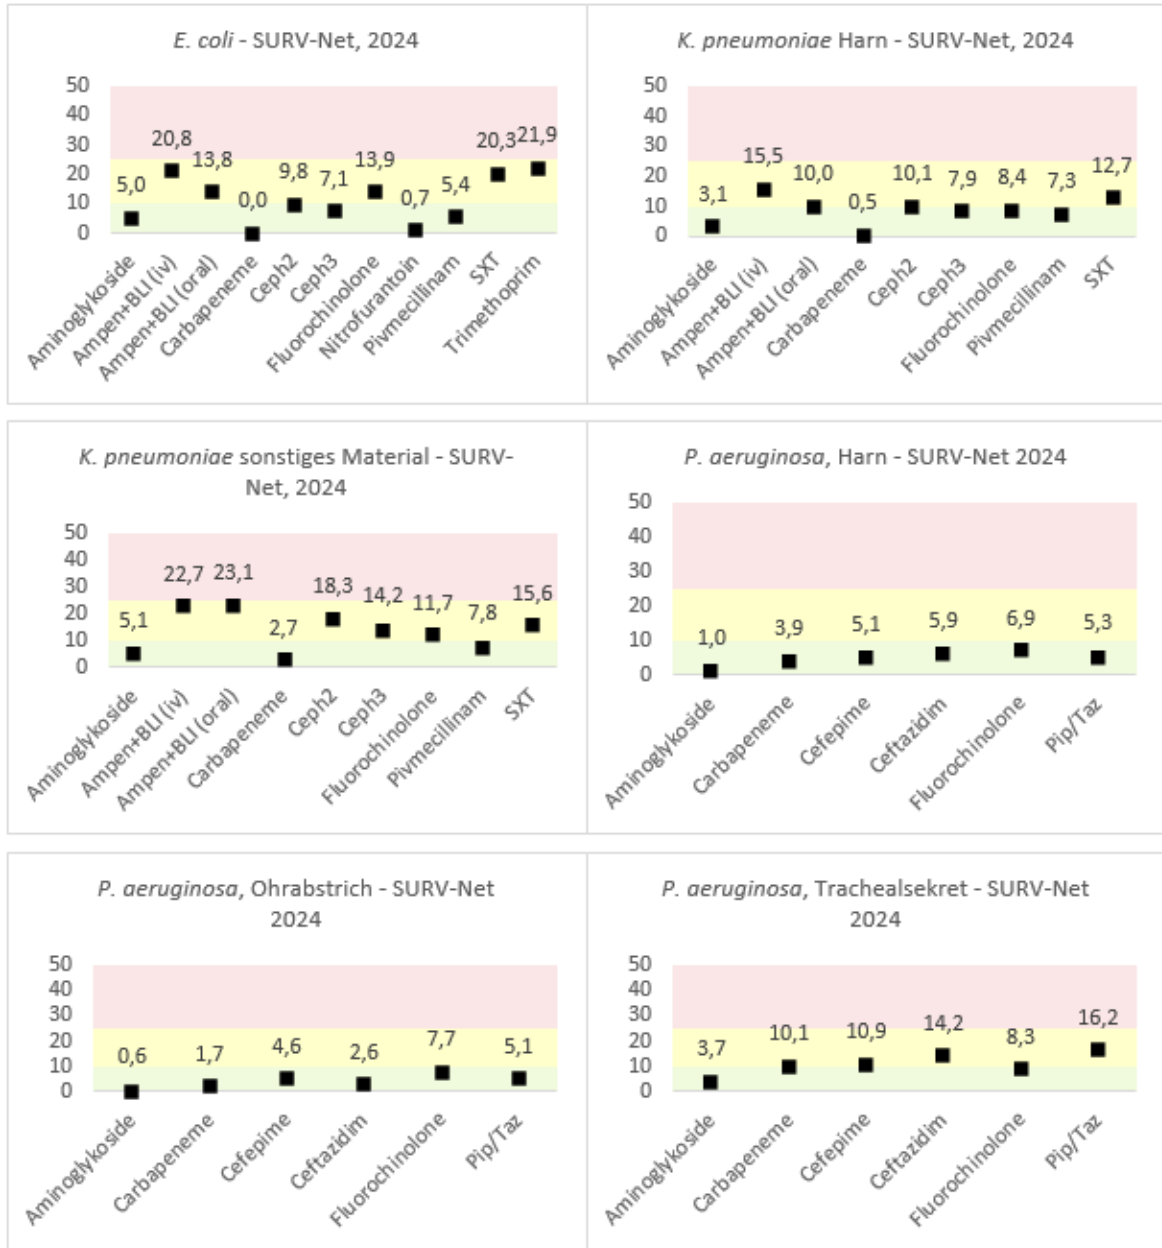 E. coli - SURV-Net, 2024
50
40
30
20
10
0
5,0
20,8
13,8
0,0
9,8
7,1
13,9
0,7
5,4
20,3
21,9
Aminoglykoside
Ampen+BLI (iv)
Ampen+BLI (oral)
Carbapeneme
Ceph2
Ceph3
Fluorochinolone
Nitrofurantoin
Pivmecillinam
SXT
Trimethoprim
K. pneumoniae Harn - SURV-Net, 2024
50
40
30
20
10
0
3,1
15,5
10,0
0,5
10,1
7,9
8,4
7,3
12,7
Aminoglykoside
Ampen+BLI (iv)
Ampen+BLI (oral)
Carbapeneme
Ceph2
Ceph3
Fluorochinolone
Pivmecillinam
SXT
K. pneumoniae sonstiges Material - SURV-
Net, 2024
50
40
30
20
10
0
5,1
22,7
23,1
2,7
18,3
14,2
11,7
7,8
15,6
Aminoglykoside
Ampen+BLI (iv)
Ampen+BLI (oral)
Carbapeneme
Ceph2
Ceph3
Fluorochinolone
Pivmecillinam
SXT
P. aeruginosa, Harn - SURV-Net 2024
50
40
30
20
10
0
1,0
3,9
5,1
5,9
6,9
5,3
Aminoglykoside
Carbapeneme
Cefepime
Ceftazidim
Fluorochinolone
Pip/Taz
P. aeruginosa, Ohrabstrich - SURV-Net
2024
50
40
30
20
10
0
0,6
1,7
4,6
2,6
7,7
5,1
Aminoglykoside
Carbapeneme
Cefepime
Ceftazidim
Fluorochinolone
Pip/Taz
P. aeruginosa, Trachealsekret - SURV-Net
2024
50
40
30
20
10
0
3,7
10,1
10,9
14,2
8,3
16,2
Aminoglykoside
Carbapeneme
Cefepime
Ceftazidim
Fluorochinolone
Pip/Taz